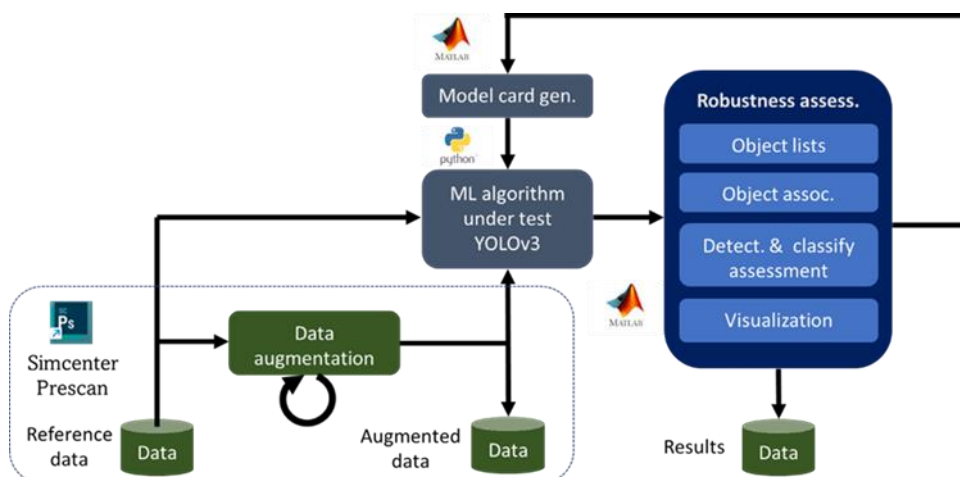 MATLAB
Model card gen.
python
ML algorithm
under test
YOLOv3
Robustness assess.
Object lists
Object assoc.
Detect. & classify
assessment
Visualization
MATLAB
SC
Ps
Simcenter
Prescan
Data
augmentation
Reference
data
Data
Augmented
data
Data
Results
Data